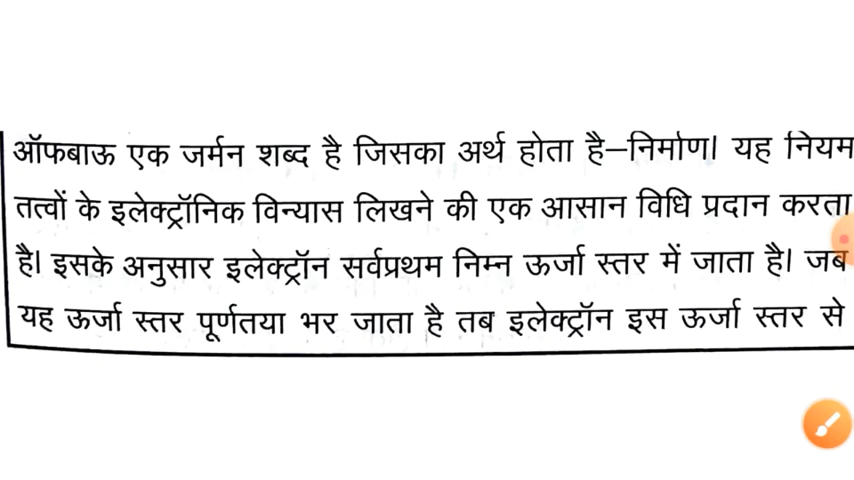 ऑफबाऊ एक जर्मन शब्द है जिसका अर्थ होता है–निर्माण। यह नियम
तत्वों के इलेक्ट्रॉनिक विन्यास लिखने की एक आसान विधि प्रदान करता
है। इसके अनुसार इलेक्ट्रॉन सर्वप्रथम निम्न ऊर्जा स्तर में जाता है। जब
यह ऊर्जा स्तर पूर्णतया भर जाता है तब इलेक्ट्रॉन इस ऊर्जा स्तर से